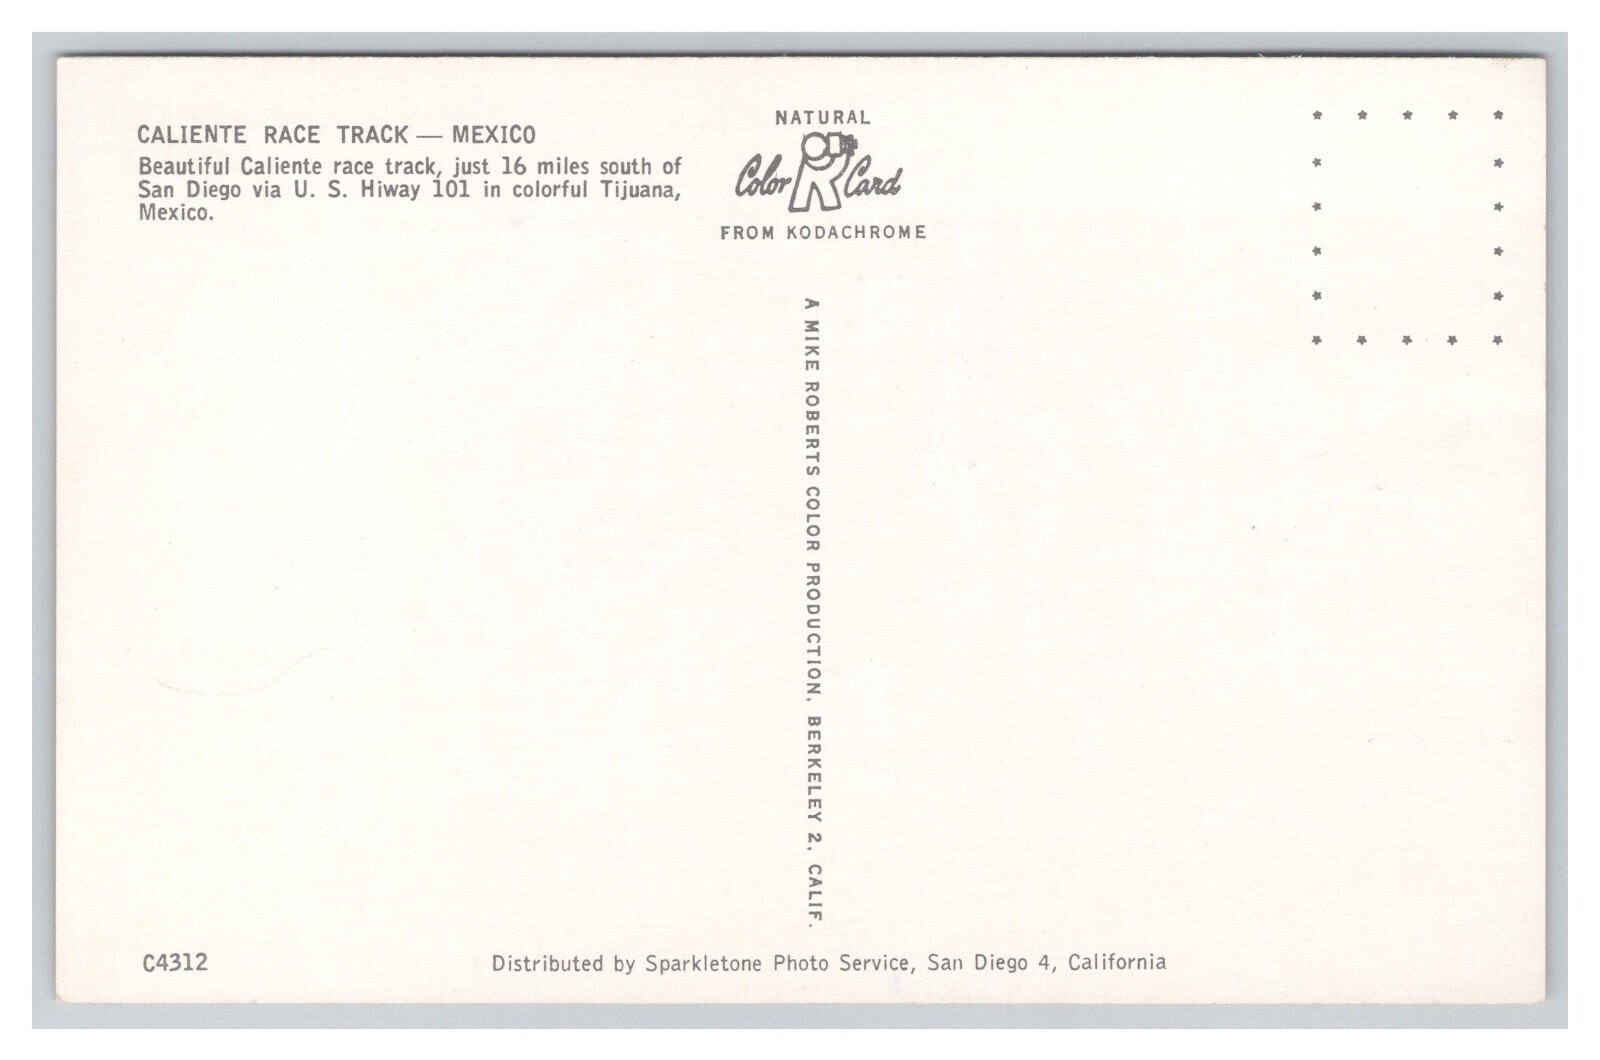 CALIENTE RACE TRACK — MEXICO
Beautiful Caliente race track, just 16 miles south of
San Diego via U. S. Hiway 101 in colorful Tijuana,
Mexico.
NATURAL
Color Card
FROM KODACHROME
A MIKE ROBERTS COLOR PRODUCTION, BERKELEY 2, CALIF.
C4312
Distributed by Sparkletone Photo Service, San Diego 4, California